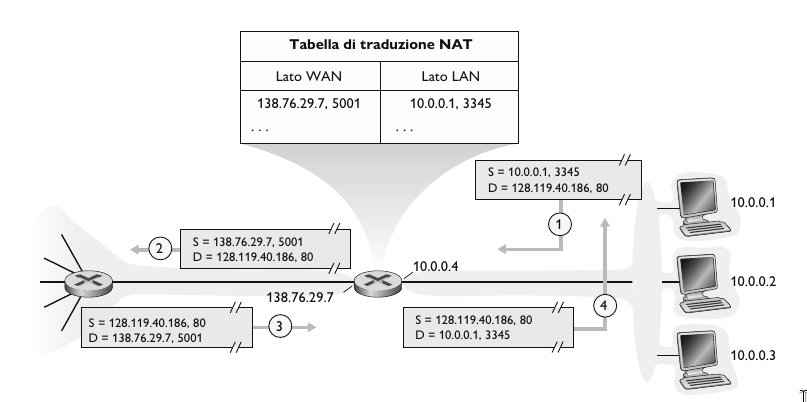 Tabella di traduzione NAT
Lato WAN
Lato LAN
138.76.29.7, 5001
10.0.0.1, 3345
. . .
. . .
S = 10.0.0.1, 3345
D = 128.119.40.186, 80
10.0.0.1
1
2
S = 138.76.29.7, 5001
D = 128.119.40.186, 80
10.0.0.4
10.0.0.2
138.76.29.7
4
S = 128.119.40.186, 80
D = 138.76.29.7, 5001
3
S = 128.119.40.186, 80
D = 10.0.0.1, 3345
10.0.0.3